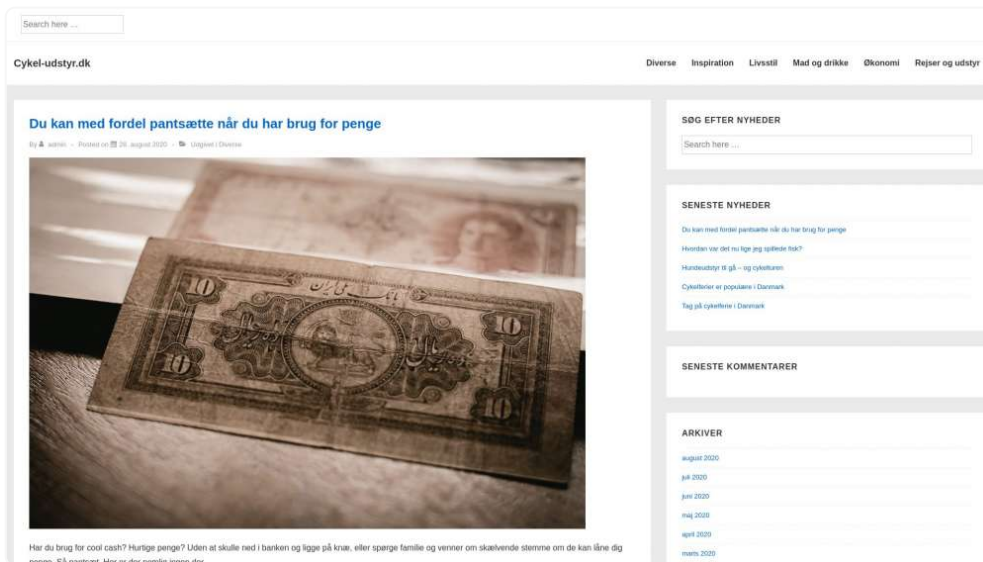 Search here ...
Cykel-udstyr.dk
Diverse Inspiration Livsstil Mad og drikke Økonomi Rejser og udstyr
Du kan med fordel pantsætte når du har brug for penge
By admin - Posted on 26. august 2020 - Udgivet i Diverse
10 10
10 10
Har du brug for cool cash? Hurtige penge? Uden at skulle ned i banken og ligge på knæ, eller spørge familie og venner om skælvende stemme om de kan låne dig
SØG EFTER NYHEDER
Search here ...
SENESTE NYHEDER
Du kan med fordel pantsætte når du har brug for penge
Hvordan var det nu lige jeg spillede fisk?
Hundeudstyr til gå – og cykelturen
Cykelferier er populære i Danmark
Tag på cykelferie i Danmark
SENESTE KOMMENTARER
ARKIVER
august 2020
juli 2020
juni 2020
maj 2020
april 2020
marts 2020